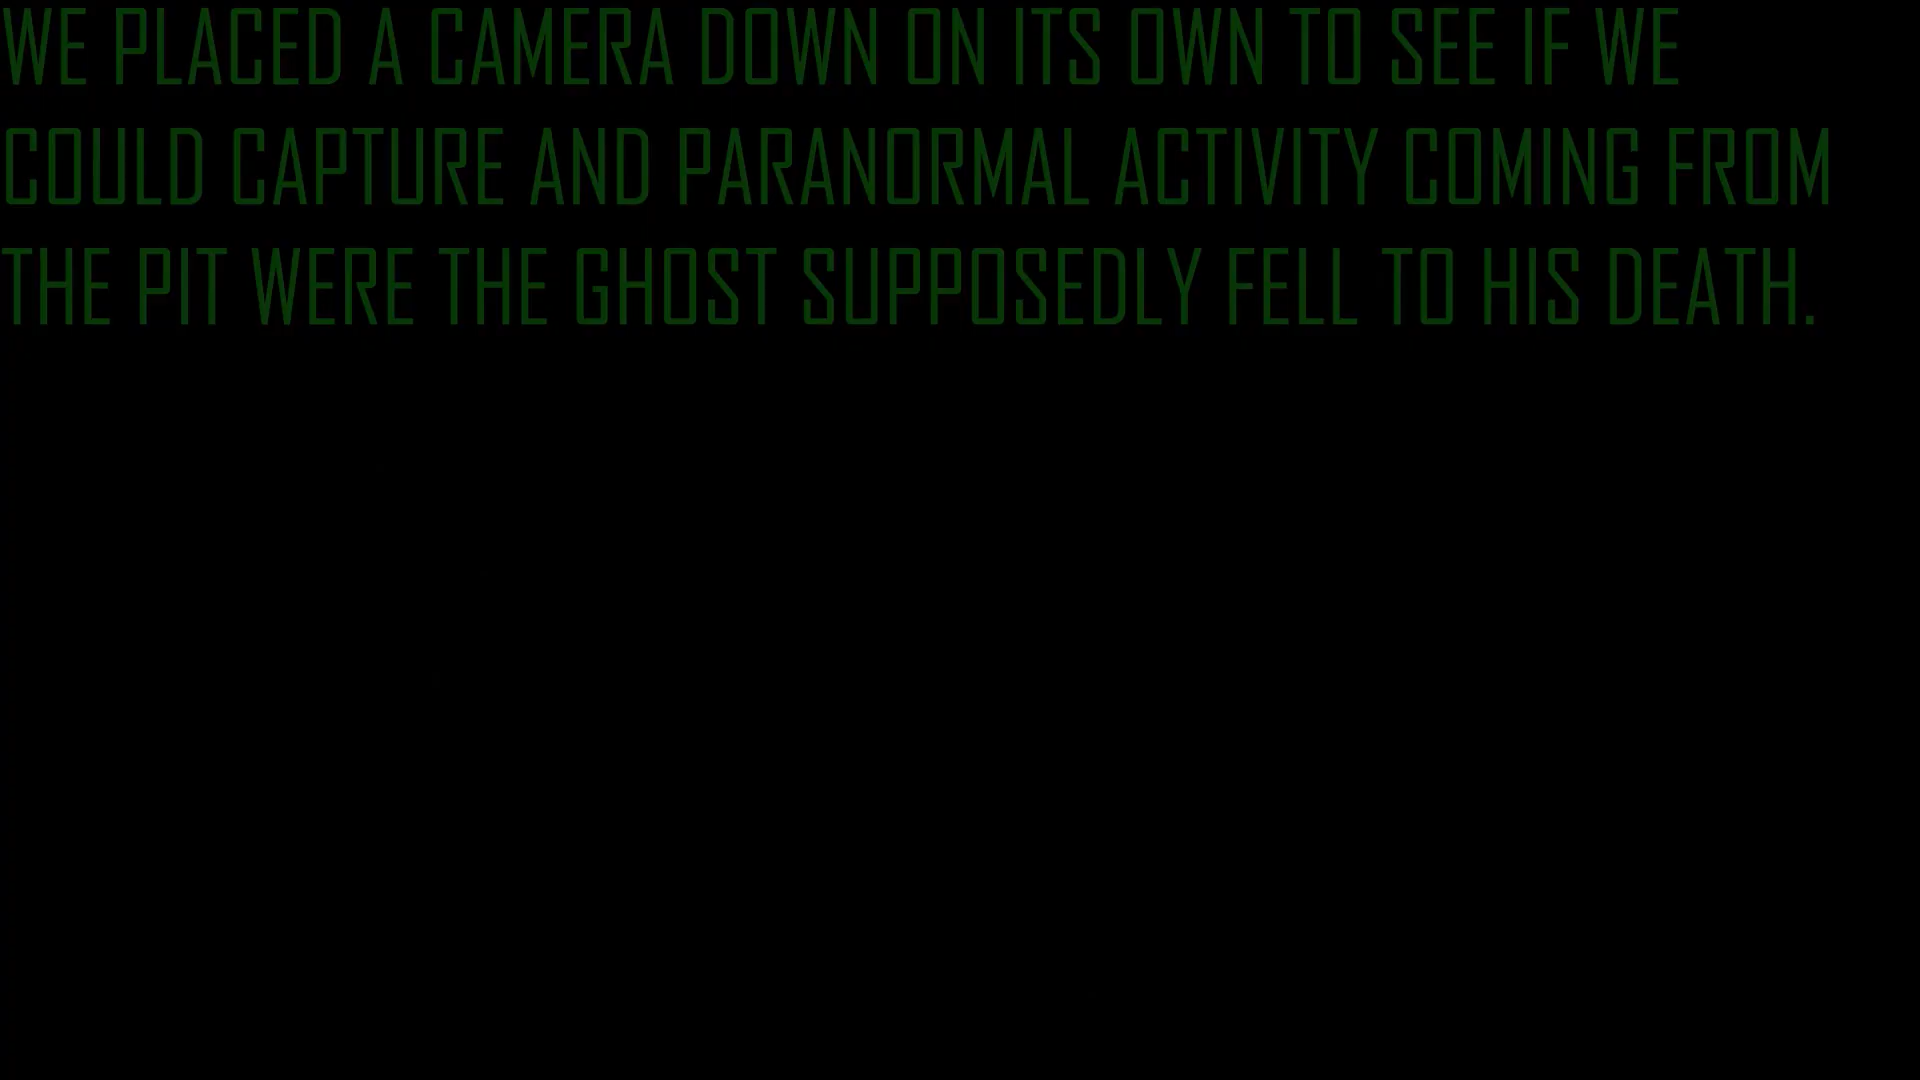 WE PLACED A CAMERA DOWN ON ITS OWN TO SEE IF WE
COULD CAPTURE AND PARANORMAL ACTIVITY COMING FROM
THE PIT WERE THE GHOST SUPPOSEDLY FELL TO HIS DEATH.